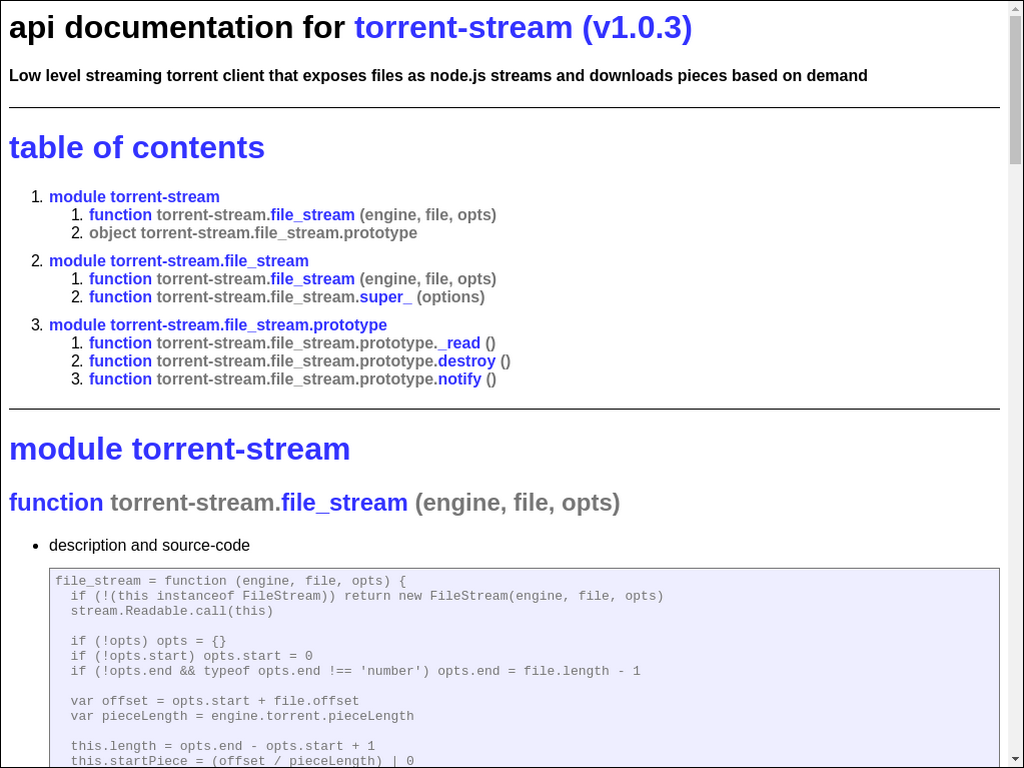 api documentation for torrent-stream (v1.0.3)
Low level streaming torrent client that exposes files as node.js streams and downloads pieces based on demand
table of contents
1. module torrent-stream
1. function torrent-stream.file_stream (engine, file, opts)
2. object torrent-stream.file_stream.prototype
2. module torrent-stream.file_stream
1. function torrent-stream.file_stream (engine, file, opts)
2. function torrent-stream.file_stream.super_ (options)
3. module torrent-stream.file_stream.prototype
1. function torrent-stream.file_stream.prototype._read ()
2. function torrent-stream.file_stream.prototype.destroy ()
3. function torrent-stream.file_stream.prototype.notify ()
module torrent-stream
function torrent-stream.file_stream (engine, file, opts)
• description and source-code
file_stream = function (engine, file, opts) {
  if (!(this instanceof FileStream)) return new FileStream(engine, file, opts)
  stream.Readable.call(this)
  if (!opts) opts = {}
  if (!opts.start) opts.start = 0
  if (!opts.end && typeof opts.end !== 'number') opts.end = file.length - 1
  var offset = opts.start + file.offset
  var pieceLength = engine.torrent.pieceLength
  this.length = opts.end - opts.start + 1
  this.startPiece = (offset / pieceLength) | 0